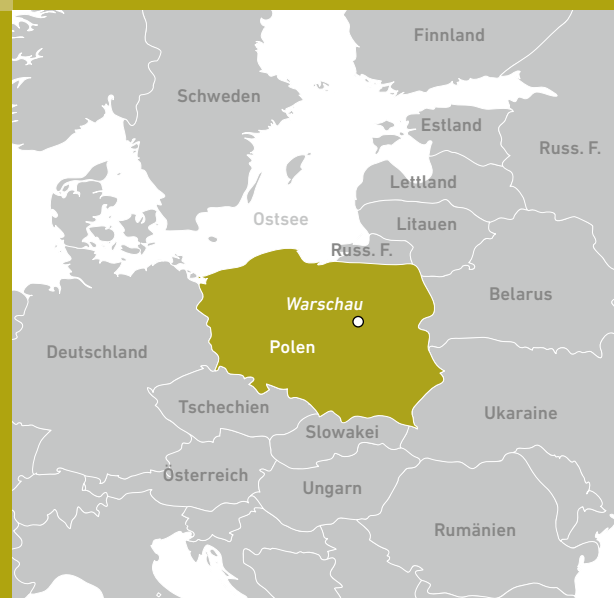 Finnland
Schweden
Estland
Russ. F.
Lettland
Ostsee
Litauen
Russ. F.
Belarus
Warschau
Polen
Deutschland
Tschechien
Ukaraine
Slowakei
Österreich
Ungarn
Rumänien